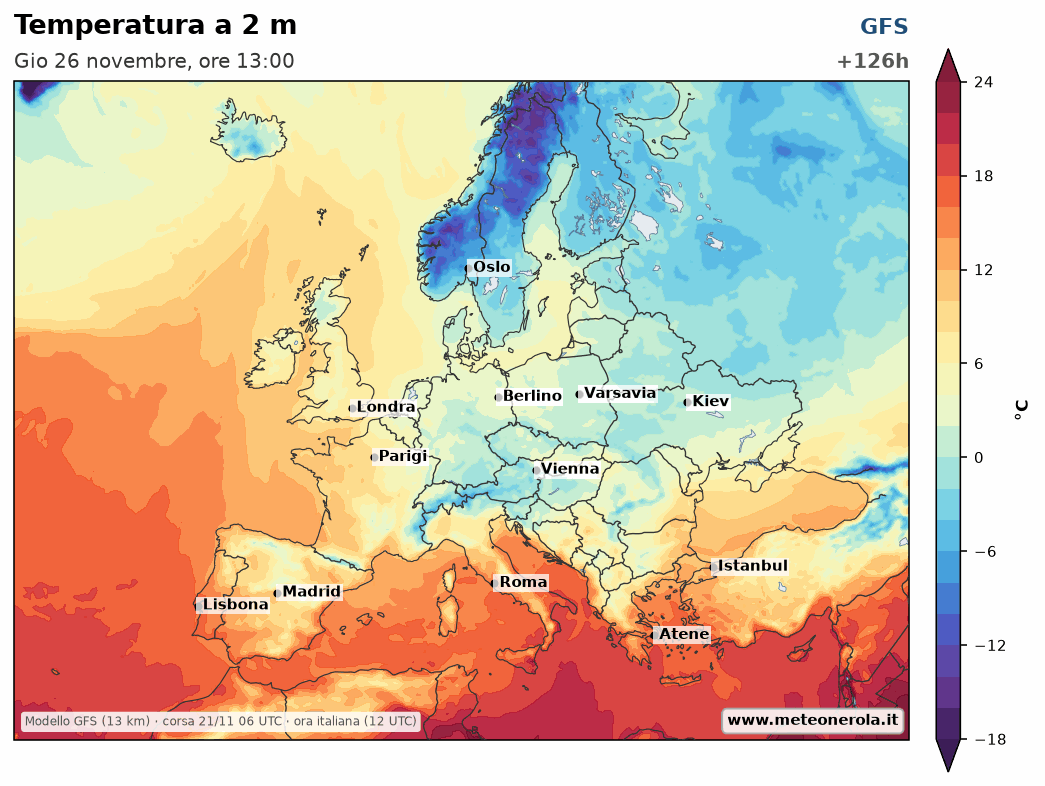 Temperatura a 2 m
GFS
Gio 26 novembre, ore 13:00
+126h
24
18
12
6
0
−6
−12
−18
°C
Oslo
Londra
Berlino
Varsavia
Kiev
Parigi
Vienna
Istanbul
Roma
Madrid
Lisbona
Atene
Modello GFS (13 km) · corsa 21/11 06 UTC · ora italiana (12 UTC)
www.meteonerola.it